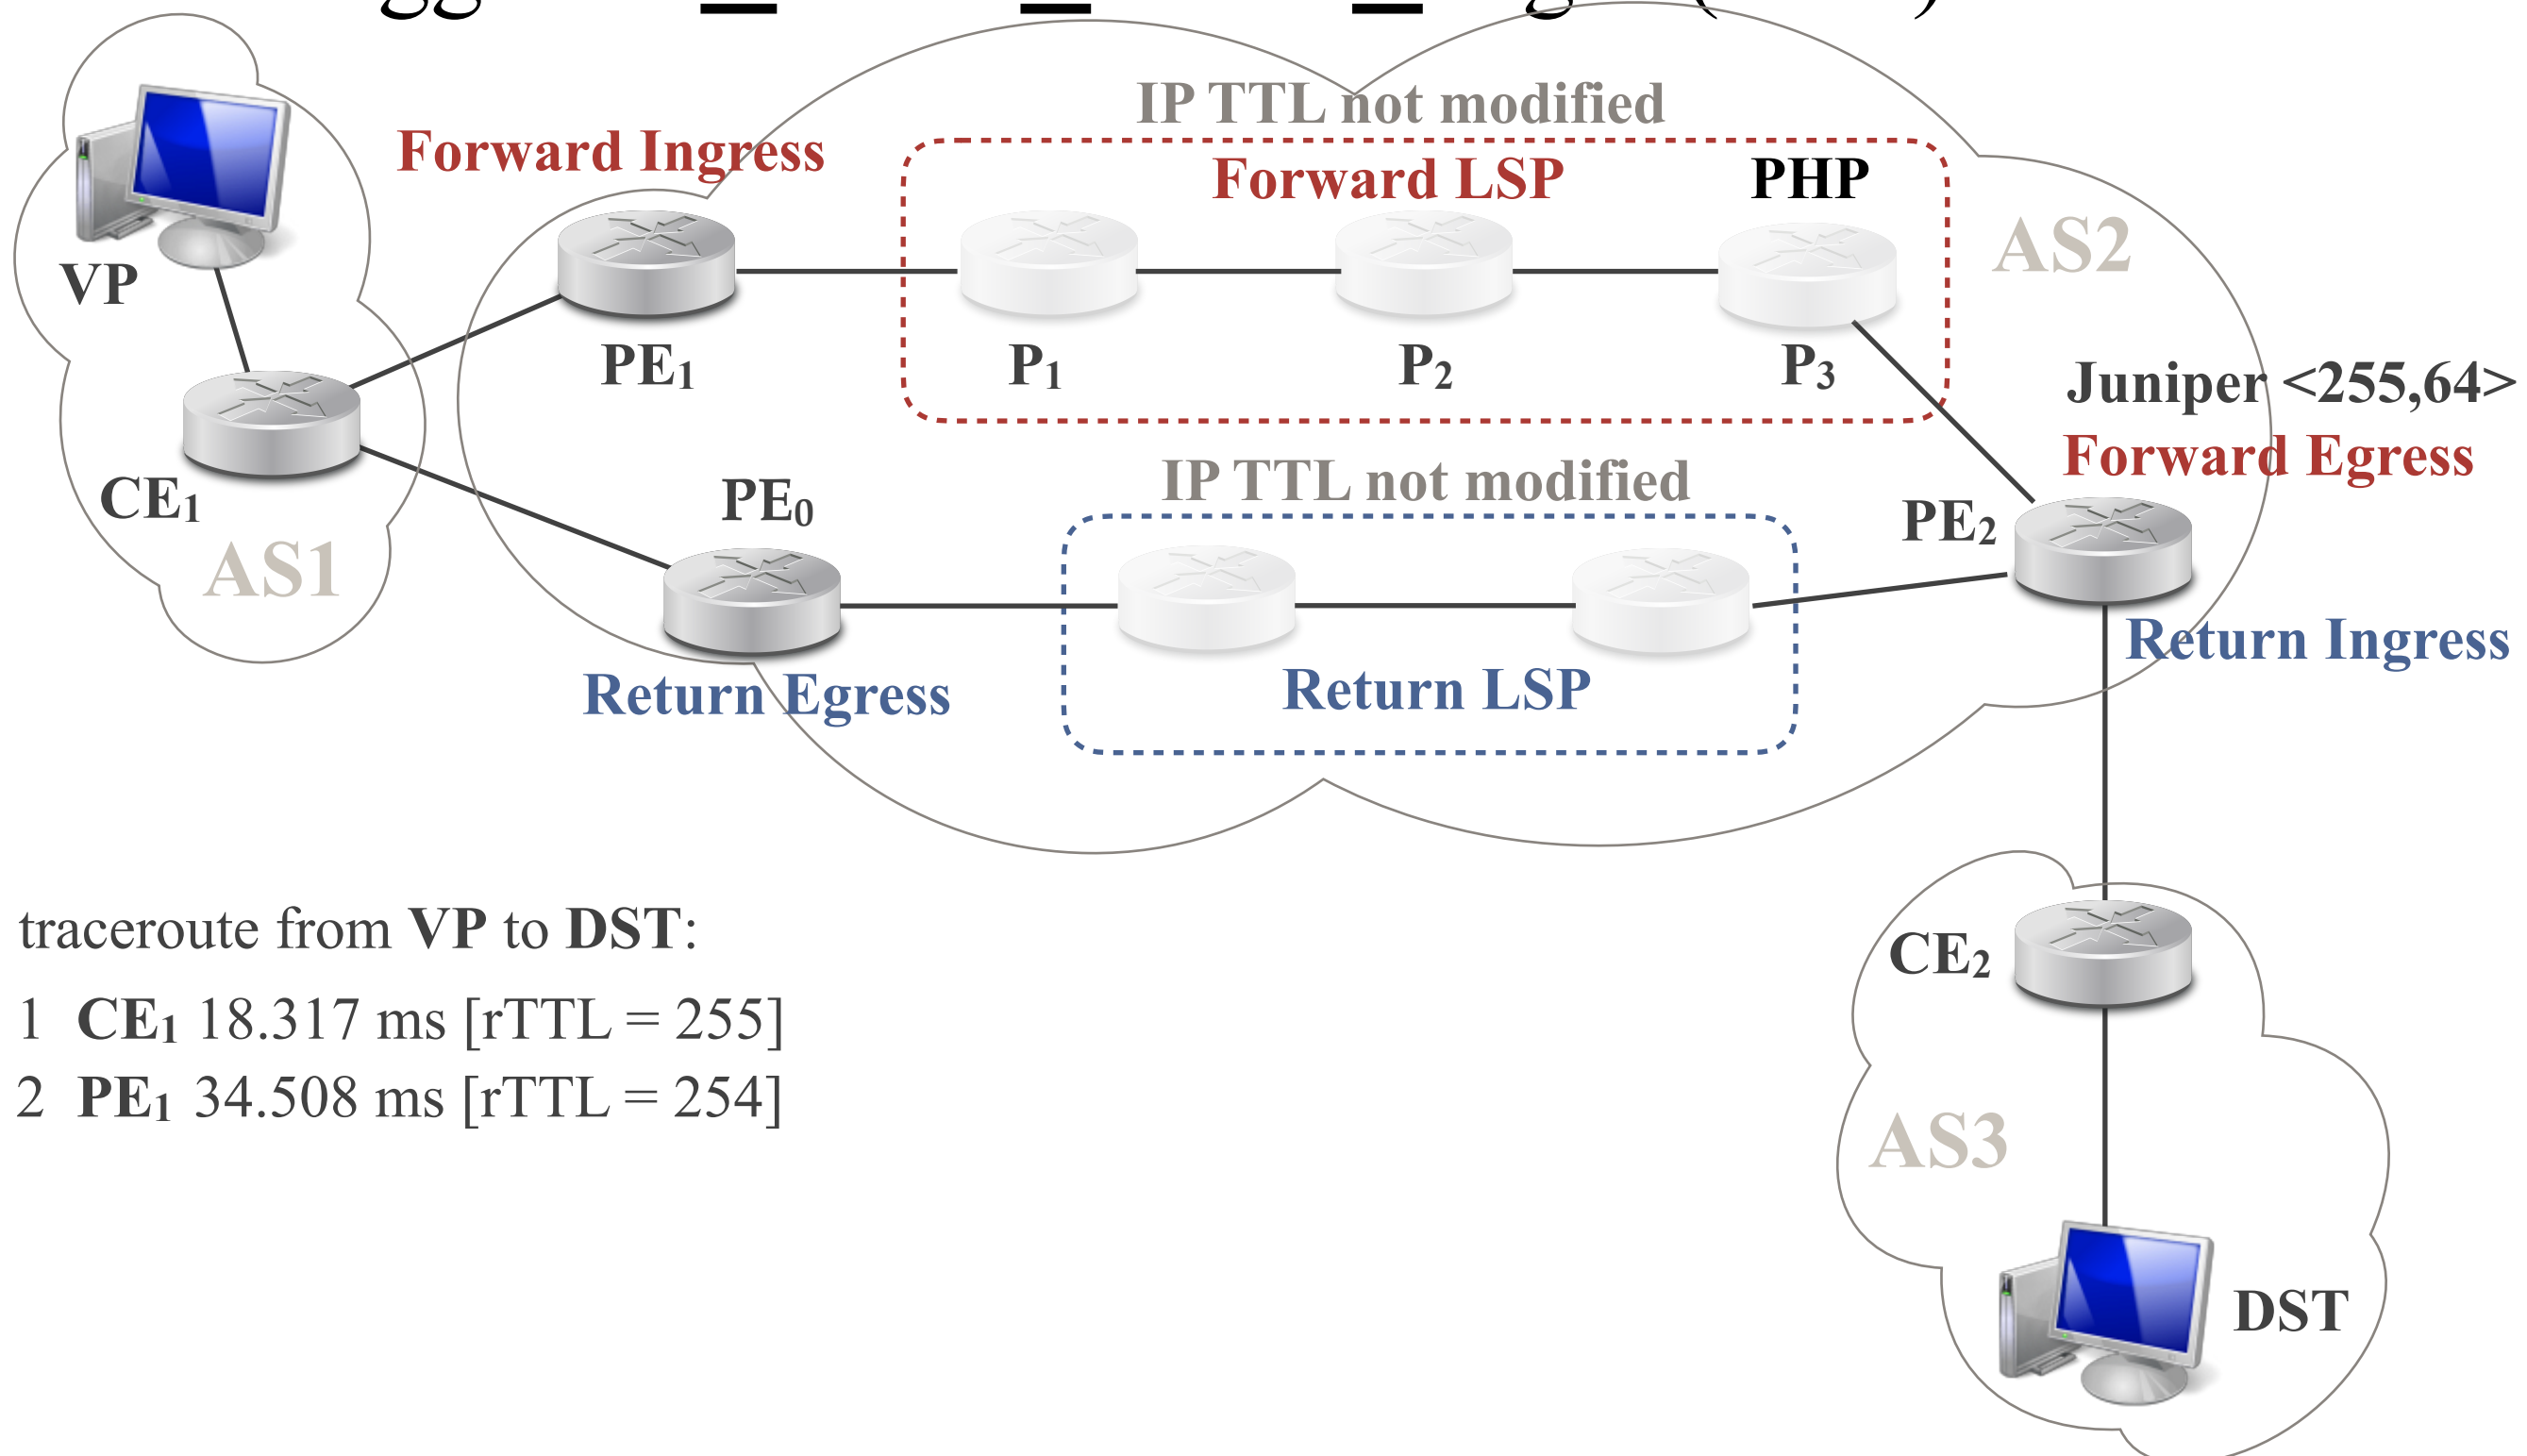 IP TTL not modified
Forward Ingress
Forward LSP
PHP
AS2
VP
PE1
P1
P2
P3
Juniper <255,64>
Forward Egress
IP TTL not modified
CE1
PE0
PE2
AS1
Return Ingress
Return Egress
Return LSP
traceroute from VP to DST:
CE2
1 CE1 18.317 ms [rTTL = 255]
2 PE1 34.508 ms [rTTL = 254]
AS3
DST